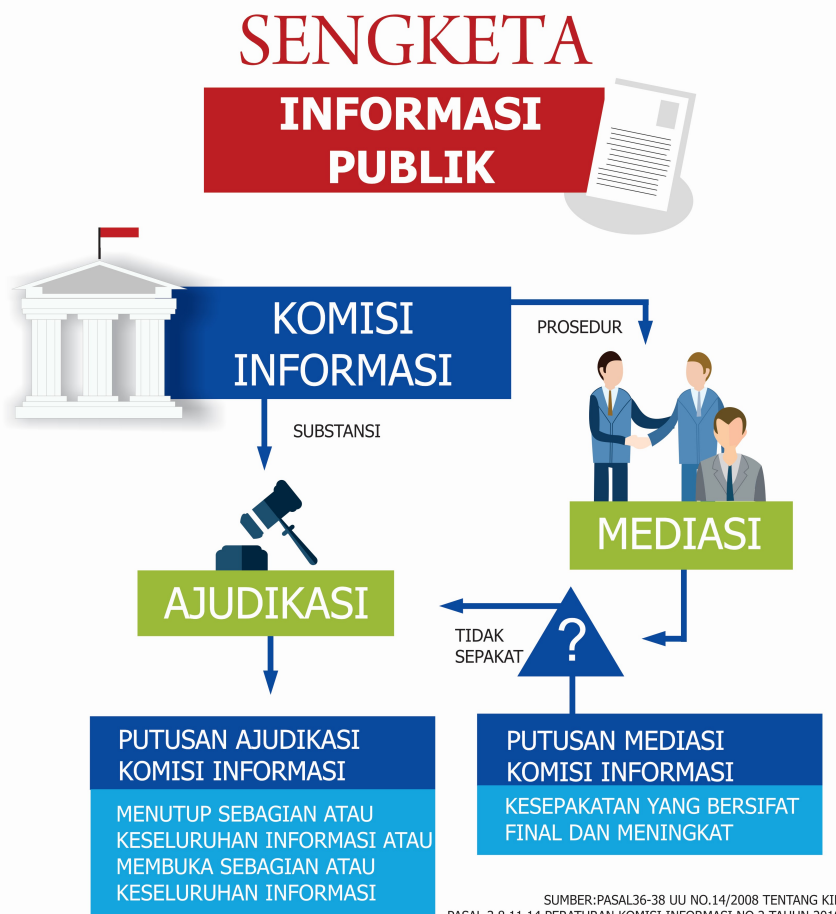 SENGKETA
INFORMASI
PUBLIK
KOMISI
INFORMASI
PROSEDUR
SUBSTANSI
MEDIASI
AJUDIKASI
?
TIDAK
SEPAKAT
PUTUSAN AJUDIKASI
KOMISI INFORMASI
MENUTUP SEBAGIAN ATAU
KESELURUHAN INFORMASI ATAU
MEMBUKA SEBAGIAN ATAU
KESELURUHAN INFORMASI
PUTUSAN MEDIASI
KOMISI INFORMASI
KESEPAKATAN YANG BERSIFAT
FINAL DAN MENINGKAT
SUMBER:PASAL36-38 UU NO.14/2008 TENTANG